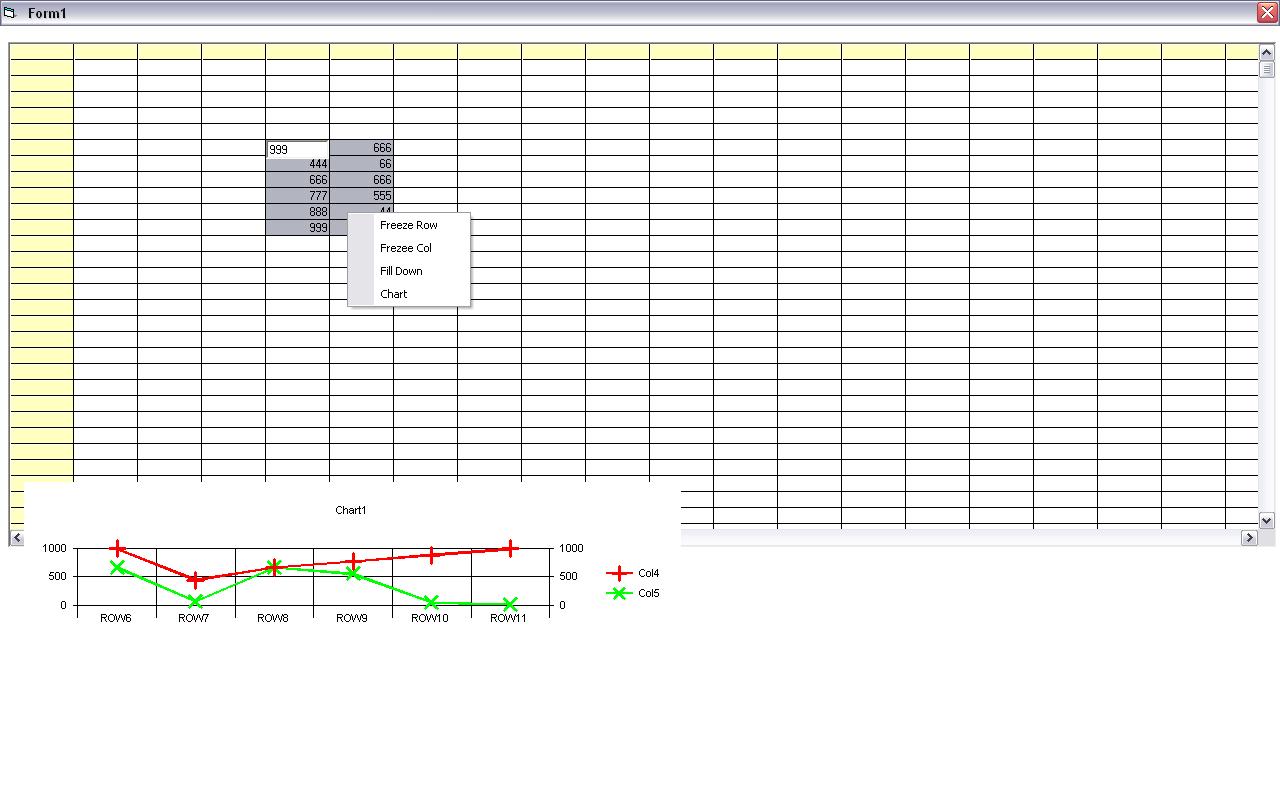 Form1
999 666
444 66
666 666
777 555
888 44
999
Freeze Row
Frezee Col
Fill Down
Chart
Chart1
1000 1000
500 500
0 0
ROW6 ROW7 ROW8 ROW9 ROW10 ROW11
Col4
Col5